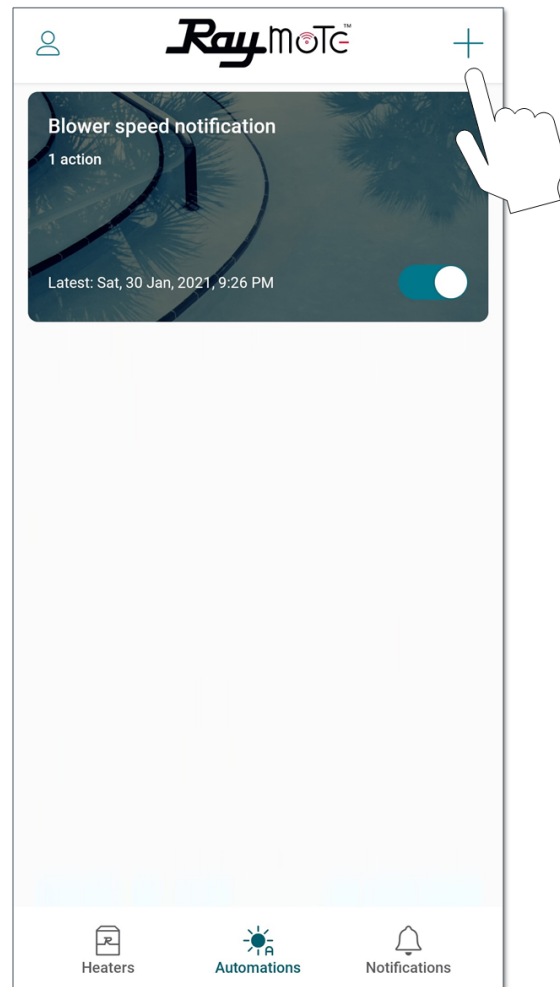 Raymote™
Blower speed notification
1 action
Latest: Sat, 30 Jan, 2021, 9:26 PM
R
A
Heaters
Automations
Notifications